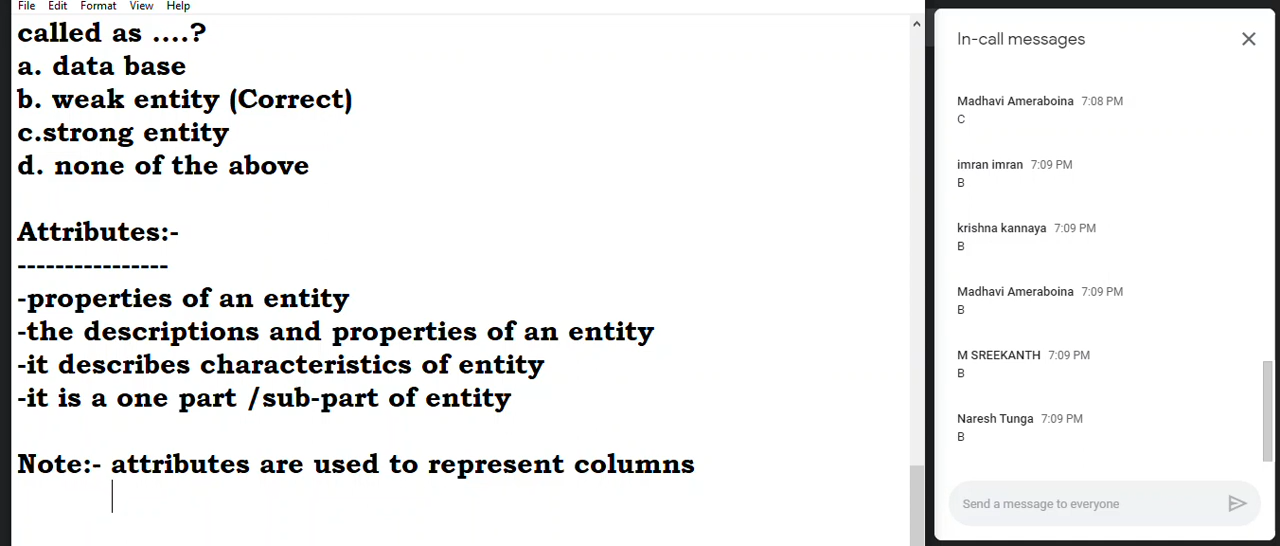 File Edit Format View Help
called as ....?
a. data base
b. weak entity (Correct)
c.strong entity
d. none of the above
Attributes:-
----------------
-properties of an entity
-the descriptions and properties of an entity
-it describes characteristics of entity
-it is a one part /sub-part of entity
Note:- attributes are used to represent columns
In-call messages
Madhavi Ameraboina 7:08 PM
C
imran imran 7:09 PM
B
krishna kannaya 7:09 PM
B
Madhavi Ameraboina 7:09 PM
B
M SREEKANTH 7:09 PM
B
Naresh Tunga 7:09 PM
B
Send a message to everyone